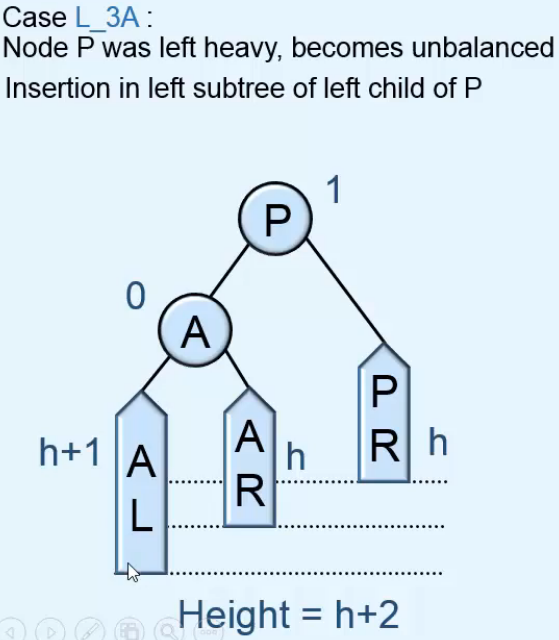 Case L_3A :
Node P was left heavy, becomes unbalanced
Insertion in left subtree of left child of P
1
P
0
A
h+1
A
L
A
R
h
P
R
h
Height = h+2